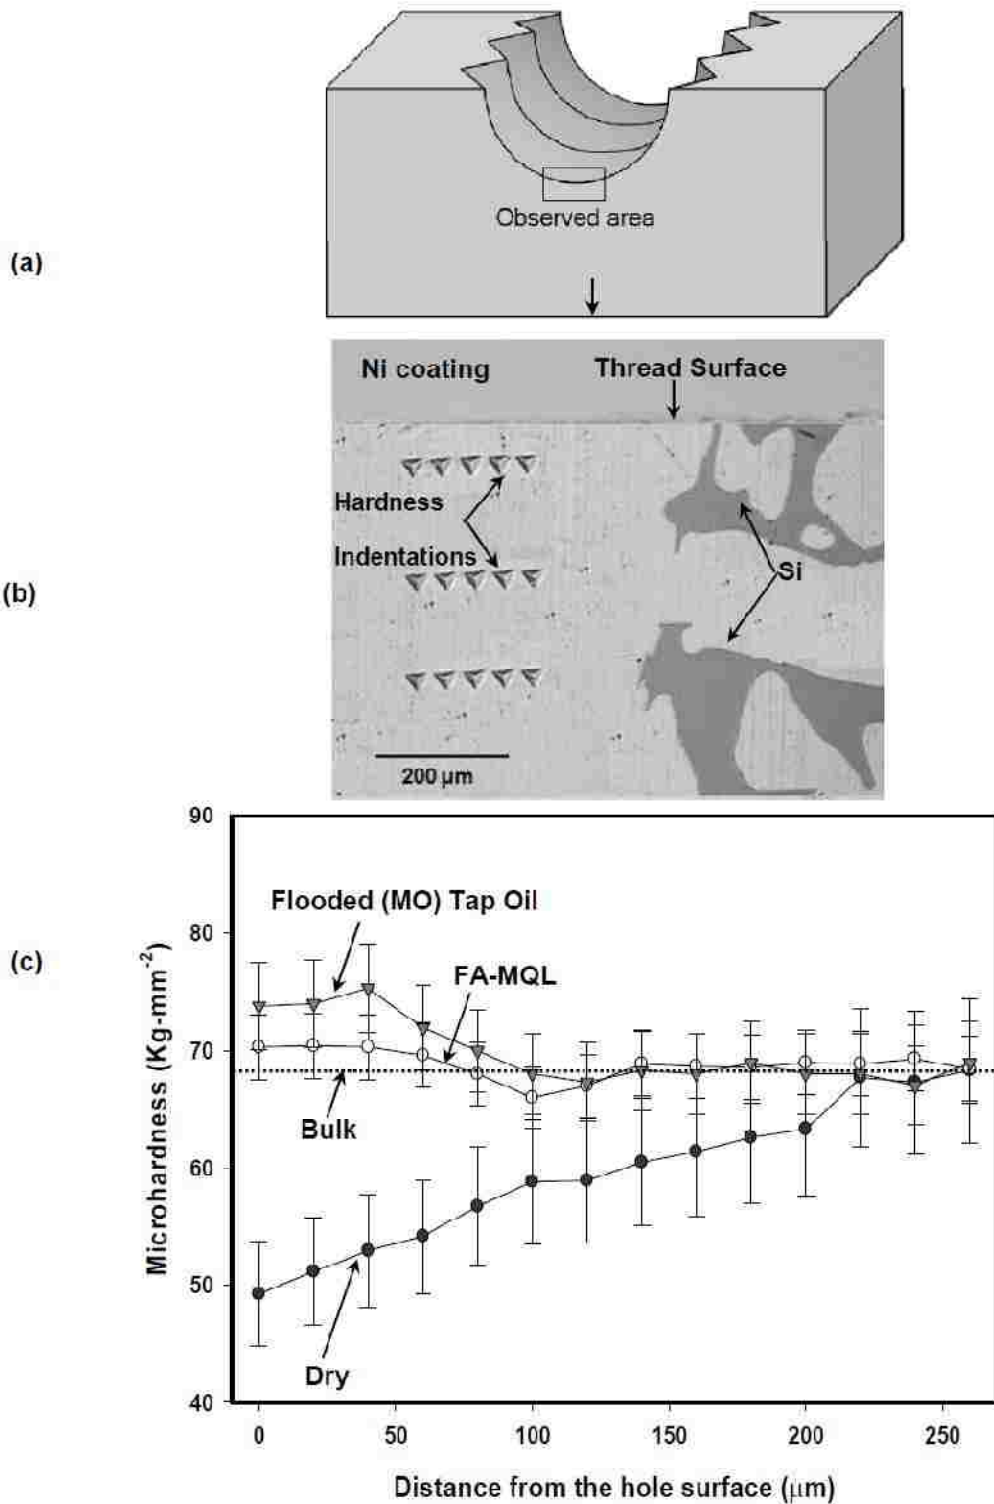 Observed area
(a)
Ni coating
Thread Surface
Hardness
Indentations
Si
(b)
200 µm
90
80
70
60
50
40
Flooded (MO) Tap Oil
FA-MQL
(c)
Bulk
Dry
Microhardness (Kg-mm⁻²)
0
50
100
150
200
250
Distance from the hole surface (µm)